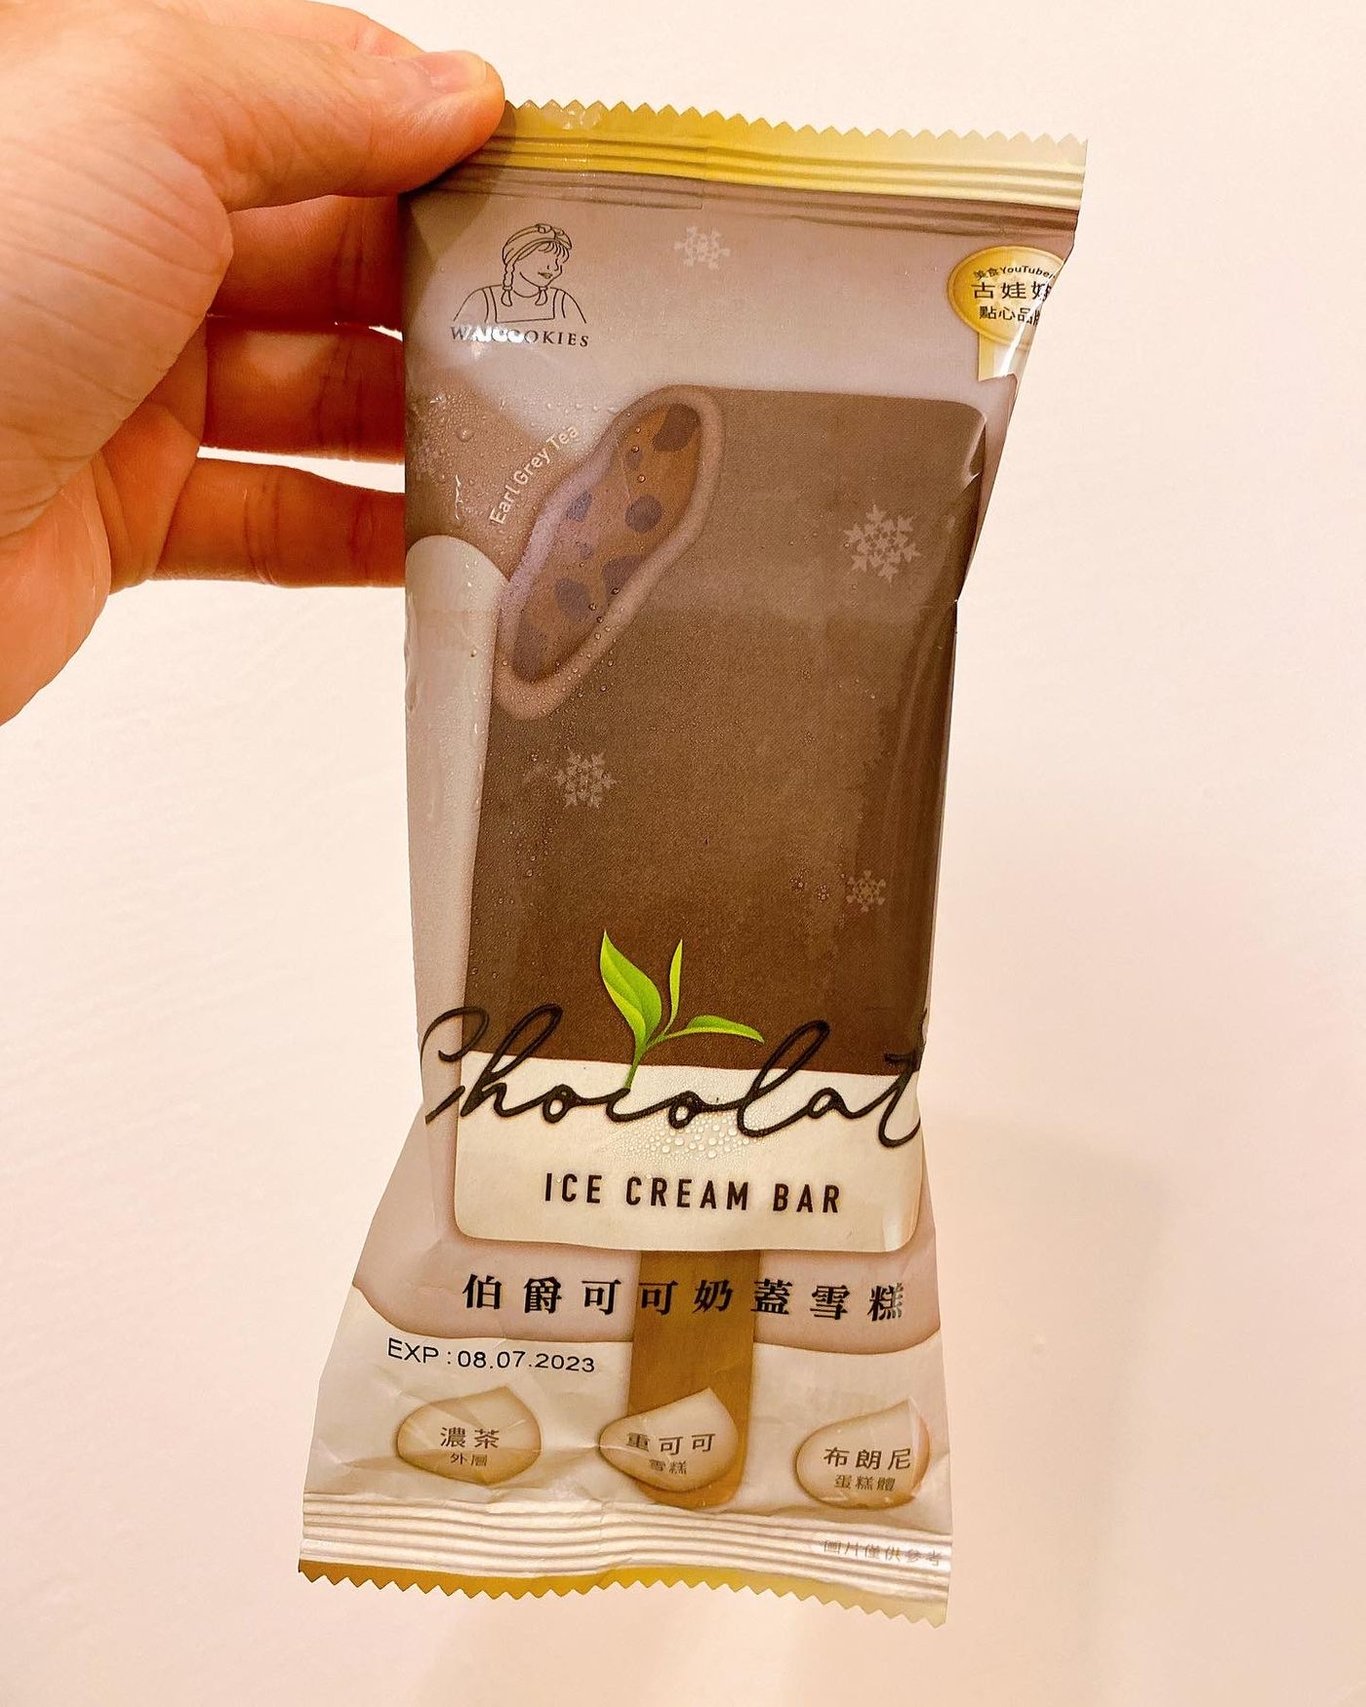 WAICOOKIES
美食YouTuber
古娃娃
點心品牌
Earl Grey Tea
Chocolat
ICE CREAM BAR
伯爵可可奶蓋雪糕
EXP : 08.07.2023
濃茶
外層
重可可
雪糕
布朗尼
蛋糕體
圖片僅供參考